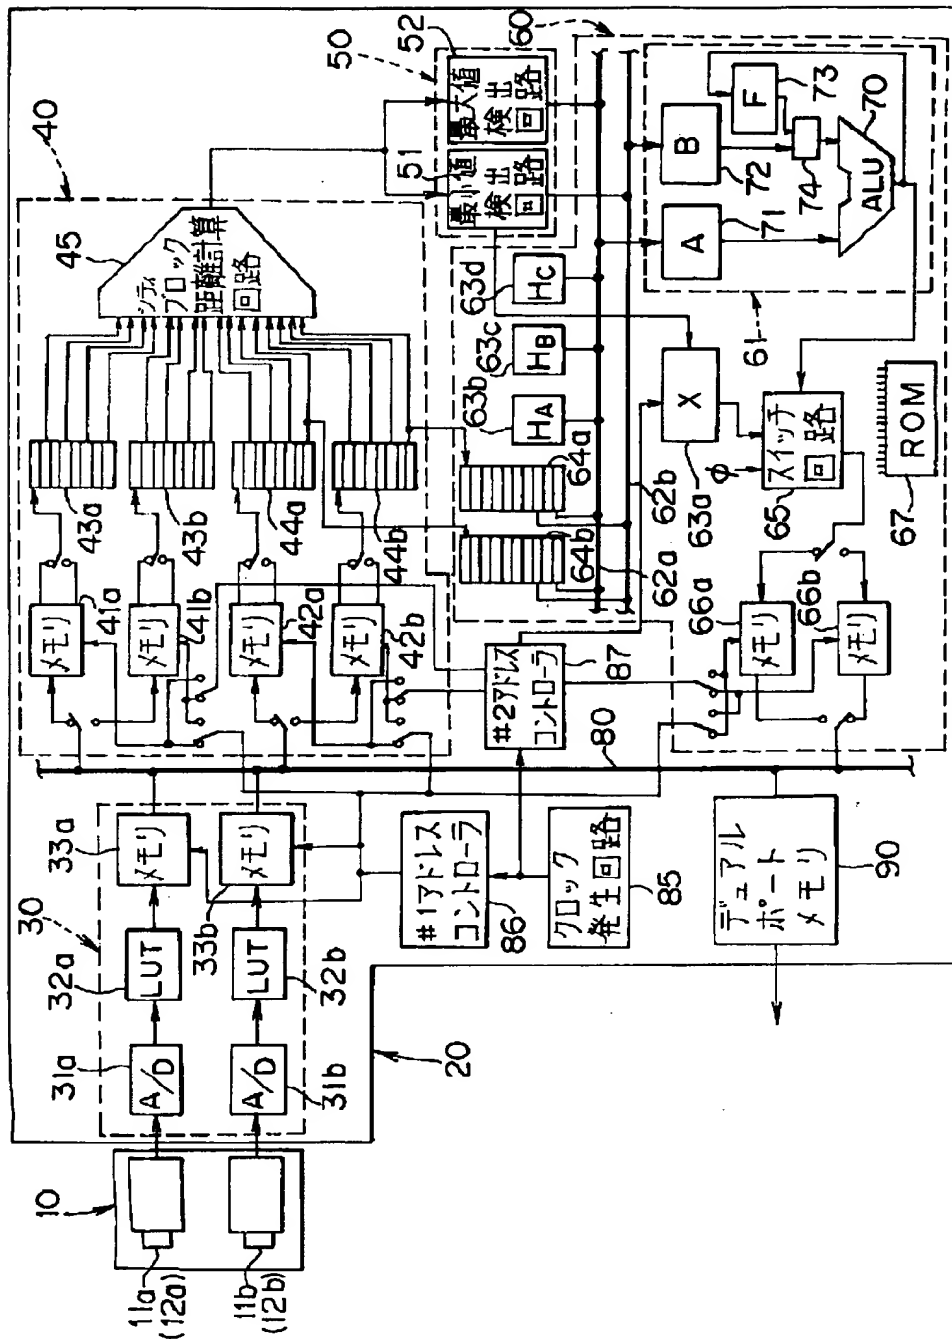 10
11a
(12a)
11b
(12b)
20
30
31a
A/D
31b
A/D
32a
LUT
32b
LUT
33a
メモリ
33b
メモリ
40
メモリ
41a
メモリ
41b
メモリ
42a
メモリ
42b
43a
43b
44a
44b
45
シティ
ブロック
距離計算
回路
50
51
最小値
検出
回路
52
最大値
検出
回路
60
61
62a
62b
63a
X
63b
HA
63c
HB
63d
HC
64a
64b
65
スイッチ
回路
φ
66a
メモリ
66b
メモリ
67
ROM
70
ALU
71
A
72
B
73
F
74
80
85
クロック
発生回路
86
#1アドレス
コントローラ
87
#2アドレス
コントローラ
90
デュアル
ポート
メモリ